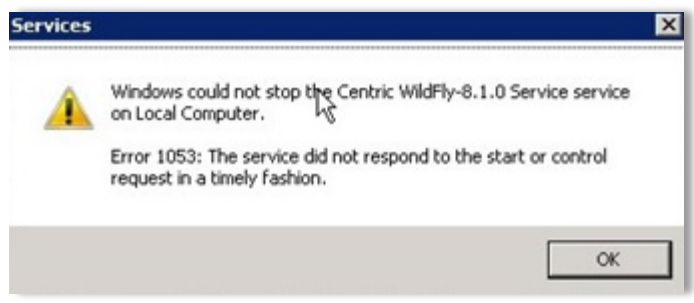 Services
Windows could not stop the Centric WildFly-8.1.0 Service service
on Local Computer.
Error 1053: The service did not respond to the start or control
request in a timely fashion.
OK